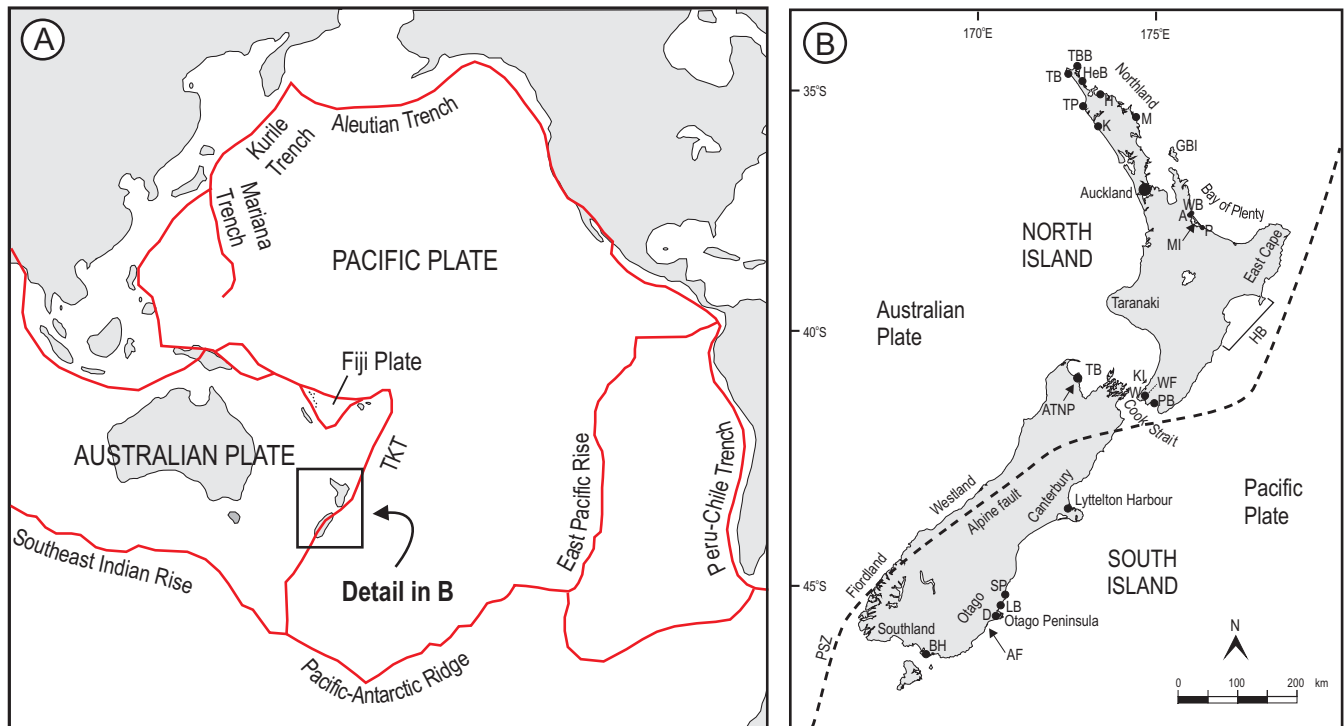 A
Kurile
Trench
Aleutian Trench
Mariana
Trench
PACIFIC PLATE
Fiji Plate
AUSTRALIAN PLATE
TKT
East Pacific Rise
Peru-Chile Trench
Southeast Indian Rise
Detail in B
Pacific-Antarctic Ridge
B
170°E
175°E
35°S
40°S
45°S
TBB
TB
HeB
Northland
H
TP
M
K
GBI
Auckland
WB
Bay of Plenty
A
P
MI
NORTH
ISLAND
East Cape
Taranaki
Australian
Plate
HB
TB
KI
WF
W
PB
ATNP
Cook Strait
Westland
Alpine fault
Canterbury
Lyttelton Harbour
Pacific
Plate
SOUTH
ISLAND
Fiordland
SP
Otago
LB
D
Otago Peninsula
Southland
AF
BH
PSZ
N
0 100 200 km